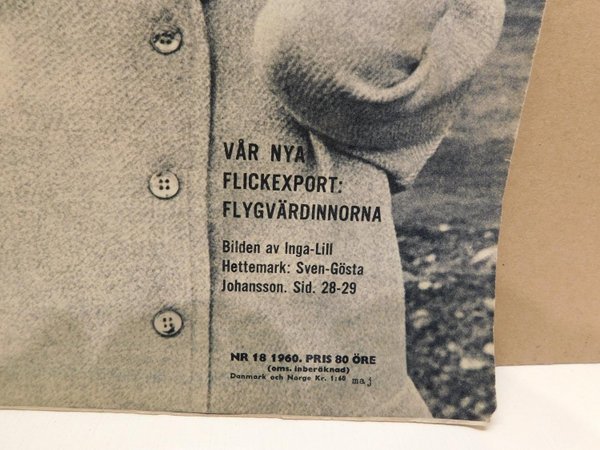 VÅR NYA
FLICKEXPORT:
FLYGVÄRDINNORNA
Bilden av Inga-Lill
Hettemark: Sven-Gösta
Johansson. Sid. 28-29
NR 18 1960. PRIS 80 ÖRE
(oms. inberäknad)
Danmark och Norge Kr. 1:60 maj